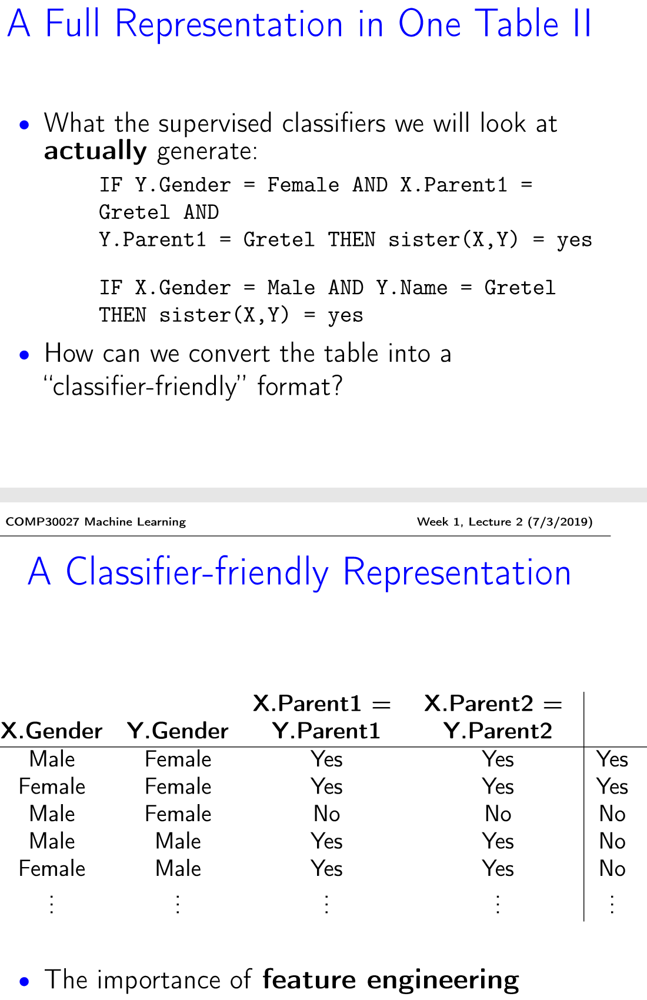 A Full Representation in One Table II
• What the supervised classifiers we will look at
actually generate:
IF Y.Gender = Female AND X.Parent1 =
Gretel AND
Y.Parent1 = Gretel THEN sister(X,Y) = yes
IF X.Gender = Male AND Y.Name = Gretel
THEN sister(X,Y) = yes
• How can we convert the table into a
“classifier-friendly” format?
COMP30027 Machine Learning Week 1, Lecture 2 (7/3/2019)
A Classifier-friendly Representation
X.Parent1 = X.Parent2 =
X.Gender Y.Gender Y.Parent1 Y.Parent2
Male Female Yes Yes Yes
Female Female Yes Yes Yes
Male Female No No No
Male Male Yes Yes No
Female Male Yes Yes No
⋮ ⋮ ⋮ ⋮ ⋮
• The importance of feature engineering